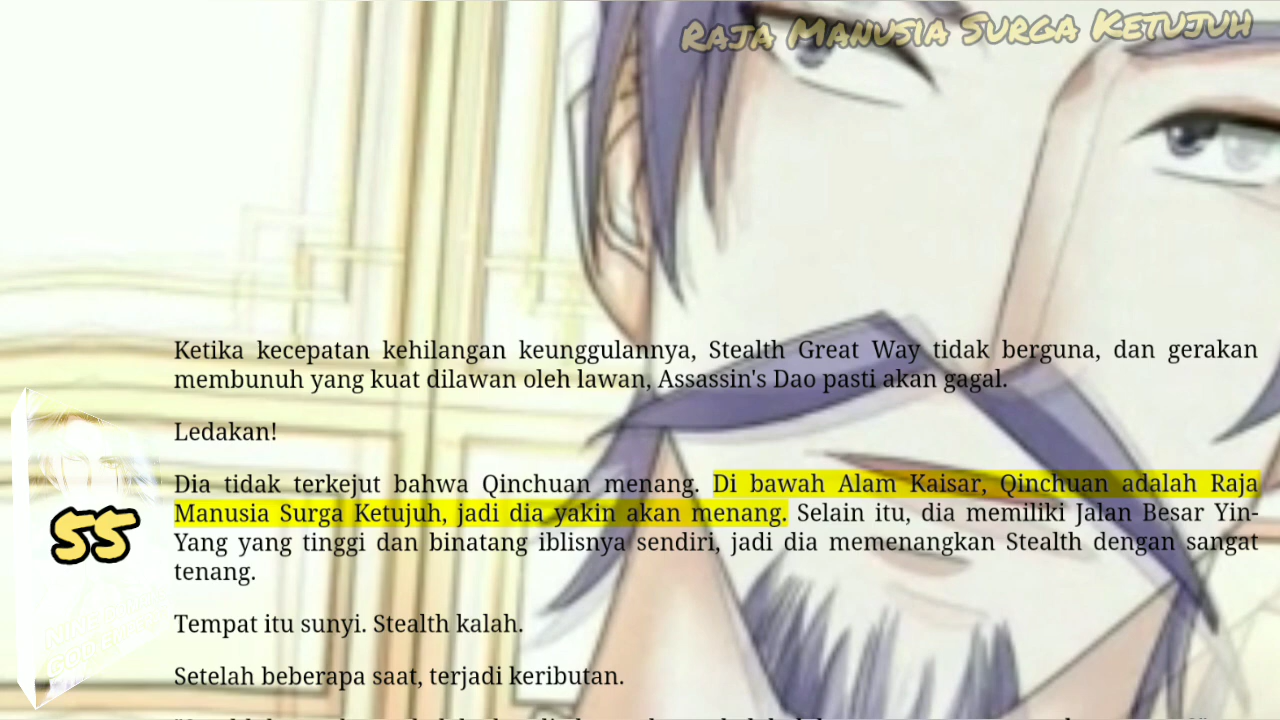 Raja Manusia Surga Ketujuh
Ketika kecepatan kehilangan keunggulannya, Stealth Great Way tidak berguna, dan gerakan
membunuh yang kuat dilawan oleh lawan, Assassin's Dao pasti akan gagal.
Ledakan!
Dia tidak terkejut bahwa Qinchuan menang. Di bawah Alam Kaisar, Qinchuan adalah Raja
Manusia Surga Ketujuh, jadi dia yakin akan menang. Selain itu, dia memiliki Jalan Besar Yin-
Yang yang tinggi dan binatang iblisnya sendiri, jadi dia memenangkan Stealth dengan sangat
tenang.
Tempat itu sunyi. Stealth kalah.
Setelah beberapa saat, terjadi keributan.
SS